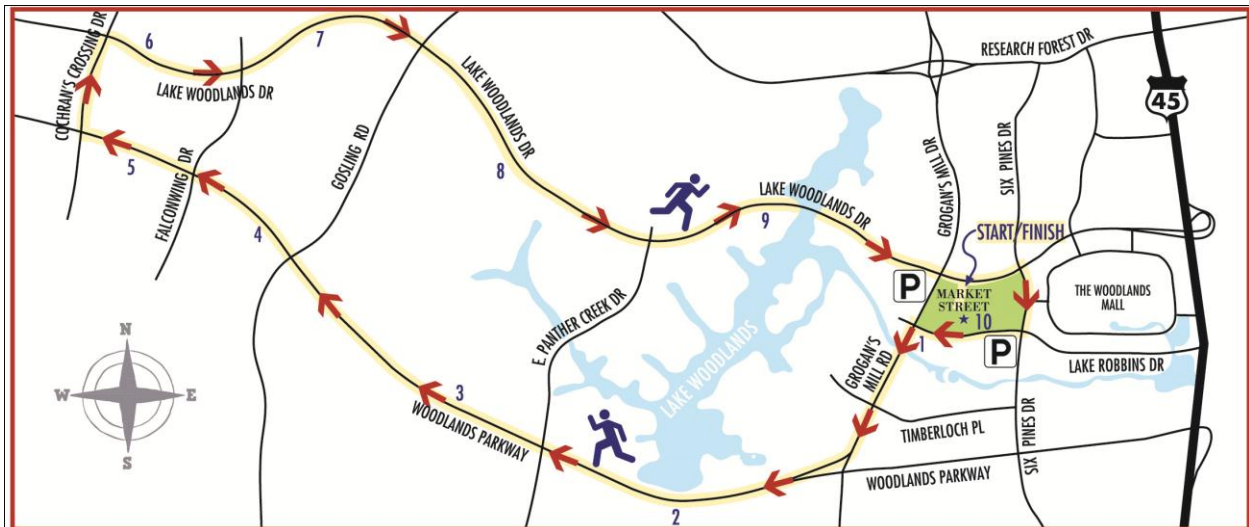 COCHRAN'S CROSSING DR
6
7
LAKE WOODLANDS DR
5
FALCONWING DR
4
GOSLING RD
LAKE WOODLANDS DR
8
9
LAKE WOODLANDS DR
RESEARCH FOREST DR
45
GROGAN'S MILL DR
SIX PINES DR
START/FINISH
P
MARKET
STREET
10
THE WOODLANDS
MALL
1
P
LAKE ROBBINS DR
GROGAN'S
MILL RD
E. PANTHER CREEK DR
LAKE WOODLANDS
3
WOODLANDS PARKWAY
TIMBERLOCH PL
SIX PINES DR
WOODLANDS PARKWAY
2
N
W
E
S